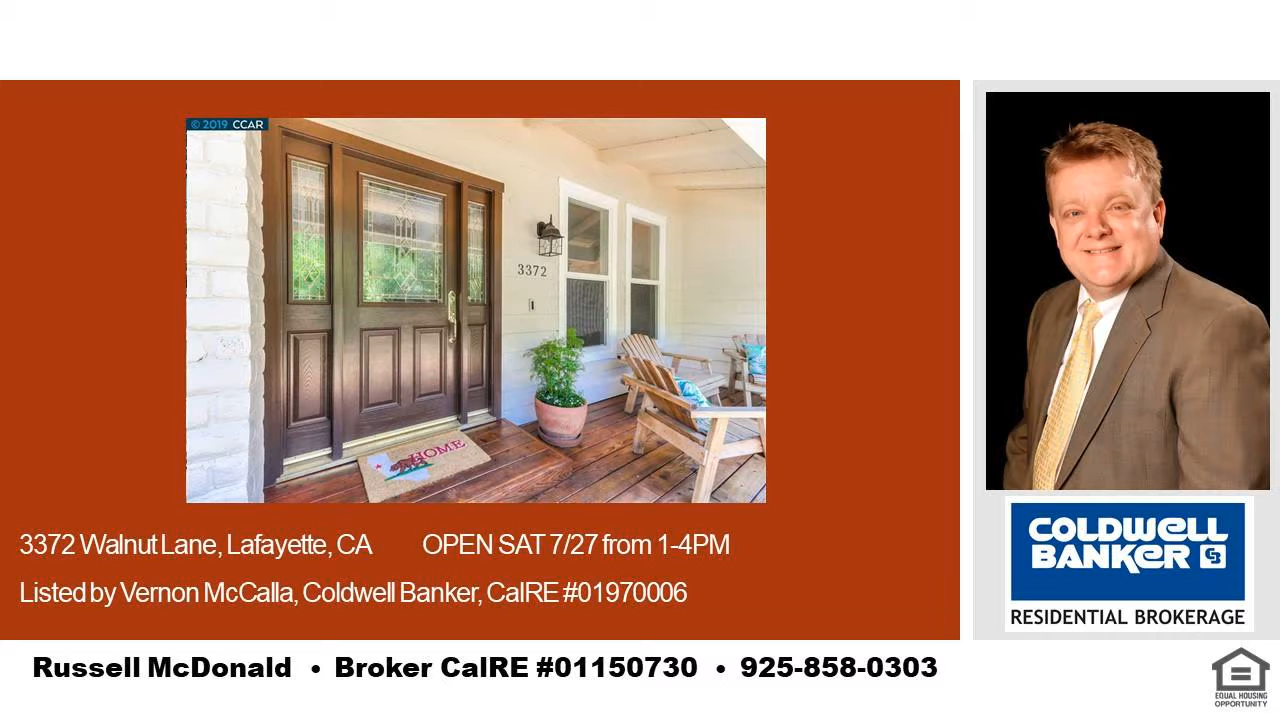 © 2019 CCAR
3372
HOME
3372 Walnut Lane, Lafayette, CA OPEN SAT 7/27 from 1-4PM
Listed by Vernon McCalla, Coldwell Banker, CalRE #01970006
COLDWELL
BANKER CB
RESIDENTIAL BROKERAGE
Russell McDonald • Broker CalRE #01150730 • 925-858-0303
EQUAL HOUSING
OPPORTUNITY